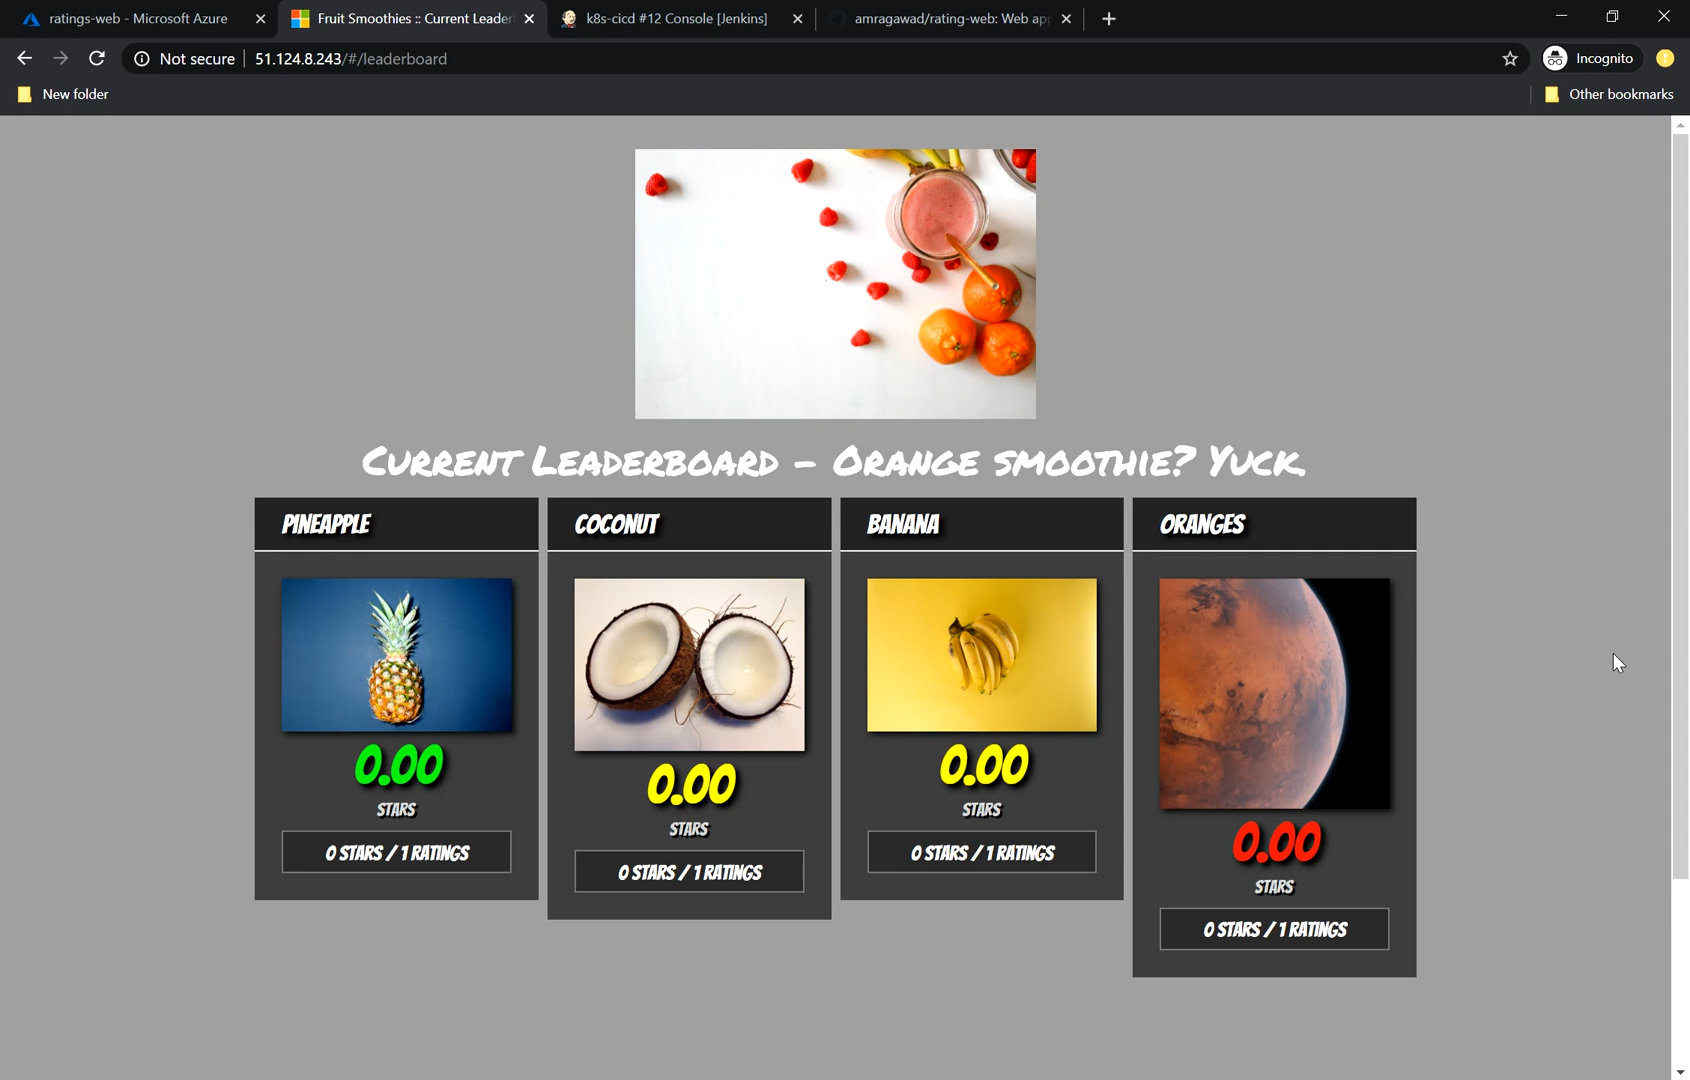 ratings-web - Microsoft Azure
Fruit Smoothies :: Current Leader
k8s-cicd #12 Console [Jenkins]
amragawad/rating-web: Web ap
Not secure
51.124.8.243/#/leaderboard
Incognito
New folder
Other bookmarks
Current Leaderboard - Orange smoothie? Yuck.
PINEAPPLE
COCONUT
BANANA
ORANGES
0.00
STARS
0 STARS / 1 RATINGS
0.00
STARS
0 STARS / 1 RATINGS
0.00
STARS
0 STARS / 1 RATINGS
0.00
STARS
0 STARS / 1 RATINGS